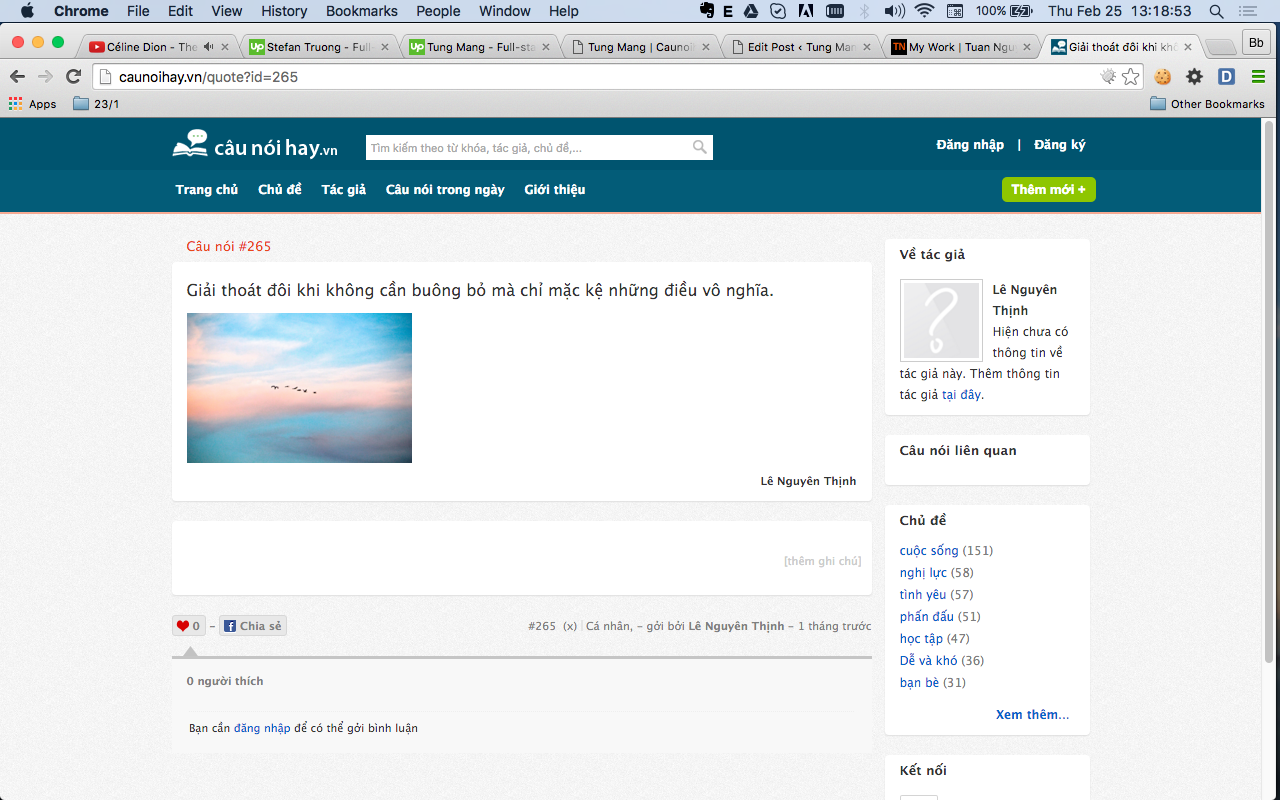 Chrome File Edit View History Bookmarks People Window Help 100% Thu Feb 25 13:18:53
Céline Dion - The Stefan Truong - Full- Tung Mang - Full-sta Tung Mang | Caunoi Edit Post ‹ Tung Man TN My Work | Tuan Ngu Giải thoát đôi khi khô Bb
caunoihay.vn/quote?id=265
Apps 23/1 Other Bookmarks
câu nói hay.vn Tìm kiếm theo từ khóa, tác giả, chủ đề,... Đăng nhập | Đăng ký
Trang chủ Chủ đề Tác giả Câu nói trong ngày Giới thiệu Thêm mới +
Câu nói #265
Giải thoát đôi khi không cần buông bỏ mà chỉ mặc kệ những điều vô nghĩa.
Lê Nguyên Thịnh
[thêm ghi chú]
0 – Chia sẻ #265 (x) | Cá nhân, – gởi bởi Lê Nguyên Thịnh – 1 tháng trước
0 người thích
Bạn cần đăng nhập để có thể gởi bình luận
Về tác giả
Lê Nguyên
Thịnh
Hiện chưa có
thông tin về
tác giả này. Thêm thông tin
tác giả tại đây.
Câu nói liên quan
Chủ đề
cuộc sống (151)
nghị lực (58)
tình yêu (57)
phấn đấu (51)
học tập (47)
Dễ và khó (36)
bạn bè (31)
Xem thêm...
Kết nối